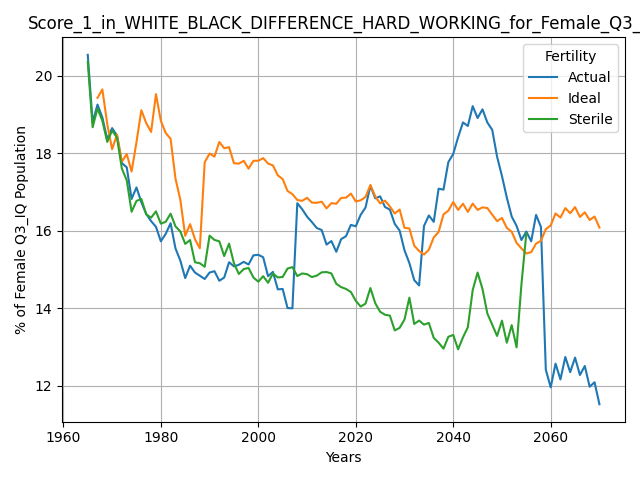 Score_1_in_WHITE_BLACK_DIFFERENCE_HARD_WORKING_for_Female_Q3_
Fertility
Actual
Ideal
Sterile
% of Female Q3_IQ Population
20
18
16
14
12
1960
1980
2000
2020
2040
2060
Years